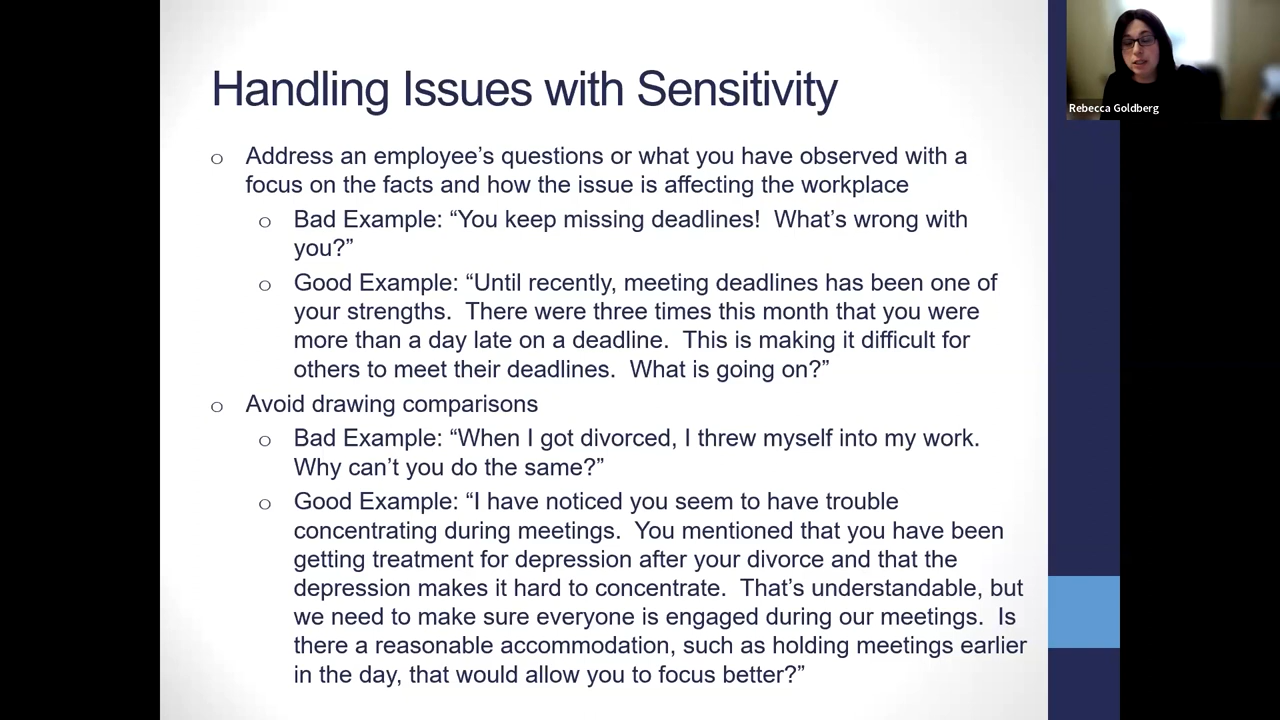 Handling Issues with Sensitivity
o Address an employee's questions or what you have observed with a
focus on the facts and how the issue is affecting the workplace
o Bad Example: “You keep missing deadlines!  What's wrong with
you?”
o Good Example: “Until recently, meeting deadlines has been one of
your strengths.  There were three times this month that you were
more than a day late on a deadline.  This is making it difficult for
others to meet their deadlines.  What is going on?”
o Avoid drawing comparisons
o Bad Example: “When I got divorced, I threw myself into my work.
Why can't you do the same?”
o Good Example: “I have noticed you seem to have trouble
concentrating during meetings.  You mentioned that you have been
getting treatment for depression after your divorce and that the
depression makes it hard to concentrate.  That's understandable, but
we need to make sure everyone is engaged during our meetings.  Is
there a reasonable accommodation, such as holding meetings earlier
in the day, that would allow you to focus better?”
Rebecca Goldberg